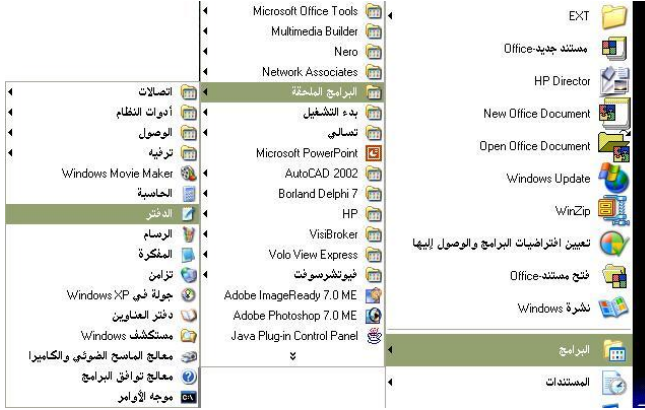 EXT
مستند جديد-Office
HP Director
New Office Document
Open Office Document
Windows Update
WinZip
تعيين افتراضيات البرامج والوصول إليها
فتح مستند-Office
نشرة Windows
البرامج
المستندات
Microsoft Office Tools
Multimedia Builder
Nero
Network Associates
البرامج الملحقة
بدء التشغيل
تسالي
Microsoft PowerPoint
AutoCAD 2002
Borland Delphi 7
HP
VisiBroker
Volo View Express
فيوتشرسوفت
Adobe ImageReady 7.0 ME
Adobe Photoshop 7.0 ME
Java Plug-in Control Panel
اتصالات
أدوات النظام
الوصول
ترفيه
Windows Movie Maker
الحاسبة
الدفتر
الرسام
المفكرة
تزامن
جولة في Windows XP
دفتر العناوين
مستكشف Windows
معالج الماسح الضوئي والكاميرا
معالج توافق البرامج
موجه الأوامر